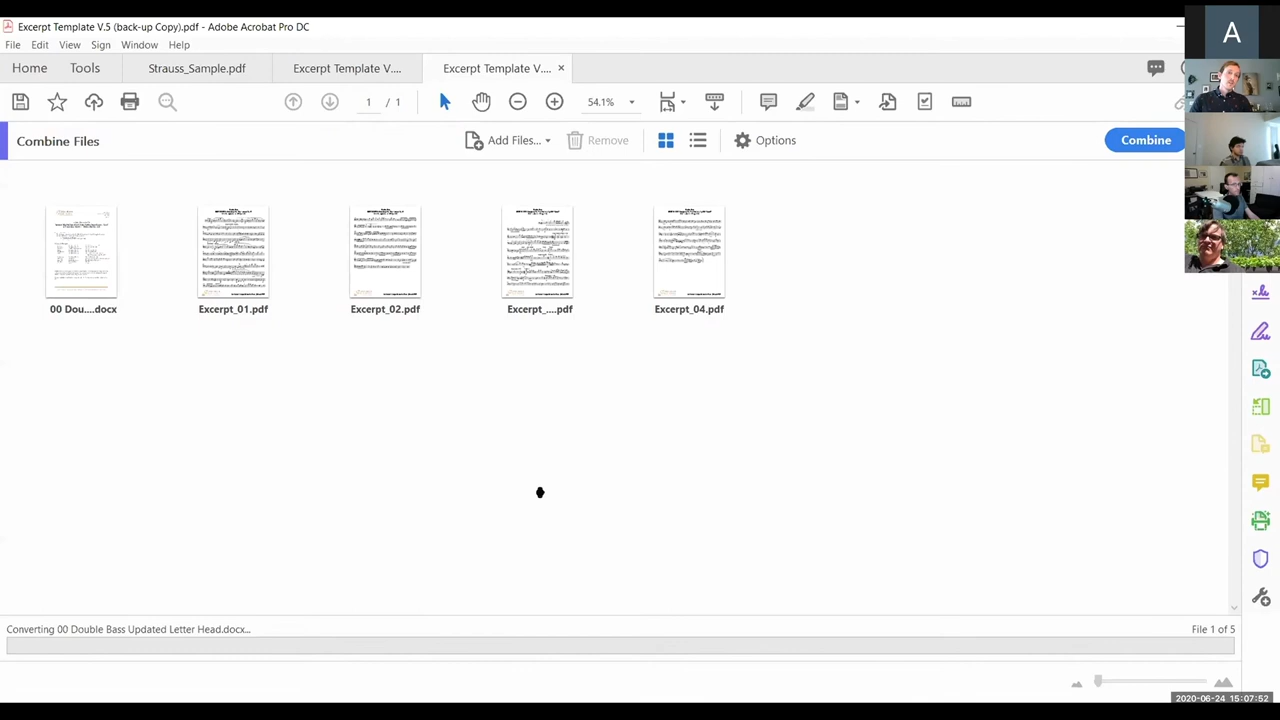 Excerpt Template V.5 (back-up Copy).pdf - Adobe Acrobat Pro DC
File Edit View Sign Window Help
Home Tools Strauss_Sample.pdf Excerpt Template V.... Excerpt Template V.... ×
1 / 1 54.1%
Combine Files Add Files... Remove Options Combine
00 Dou....docx Excerpt_01.pdf Excerpt_02.pdf Excerpt_....pdf Excerpt_04.pdf
Converting 00 Double Bass Updated Letter Head.docx... File 1 of 5
A
2020-06-24 15:07:52